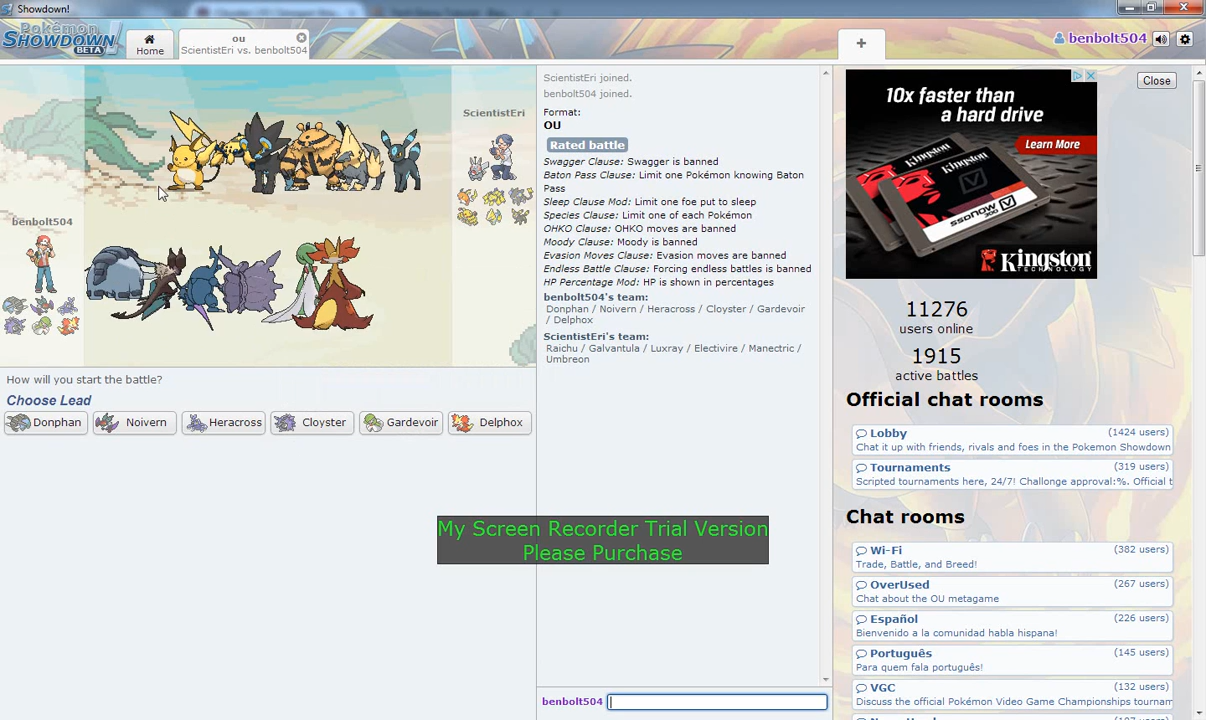 Showdown!
Pokémon
Showdown!
BETA
Home
ou
ScientistEri vs. benbolt504
+
benbolt504
ScientistEri
benbolt504
How will you start the battle?
Choose Lead
Donphan
Noivern
Heracross
Cloyster
Gardevoir
Delphox
ScientistEri joined.
benbolt504 joined.
Format:
OU
Rated battle
Swagger Clause: Swagger is banned
Baton Pass Clause: Limit one Pokémon knowing Baton
Pass
Sleep Clause Mod: Limit one foe put to sleep
Species Clause: Limit one of each Pokémon
OHKO Clause: OHKO moves are banned
Moody Clause: Moody is banned
Evasion Moves Clause: Evasion moves are banned
Endless Battle Clause: Forcing endless battles is banned
HP Percentage Mod: HP is shown in percentages
benbolt504's team:
Donphan / Noivern / Heracross / Cloyster / Gardevoir
/ Delphox
ScientistEri's team:
Raichu / Galvantula / Luxray / Electivire / Manectric /
Umbreon
My Screen Recorder Trial Version
Please Purchase
benbolt504
10x faster than
a hard drive
Learn More
Kingston
TECHNOLOGY
Close
11276
users online
1915
active battles
Official chat rooms
Lobby
(1424 users)
Chat it up with friends, rivals and foes in the Pokemon Showdown
Tournaments
(319 users)
Scripted tournaments here, 24/7! Challonge approval:%. Official t
Chat rooms
Wi-Fi
(382 users)
Trade, Battle, and Breed!
OverUsed
(267 users)
Chat about the OU metagame
Español
(226 users)
Bienvenido a la comunidad habla hispana!
Português
(145 users)
Para quem fala português!
VGC
(132 users)
Discuss the official Pokémon Video Game Championships tournam